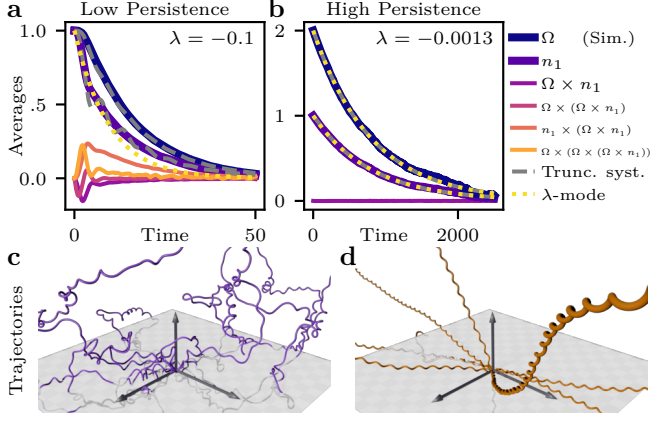 a Low Persistence
b High Persistence
λ = −0.1
λ = −0.0013
1.0
.5
0.0
Averages
0
Time
50
2
1
0
0
Time
2000
Ω (Sim.)
n₁
Ω × n₁
Ω × (Ω × n₁)
n₁ × (Ω × n₁)
Ω × (Ω × (Ω × n₁))
Trunc. syst.
λ-mode
c
d
Trajectories